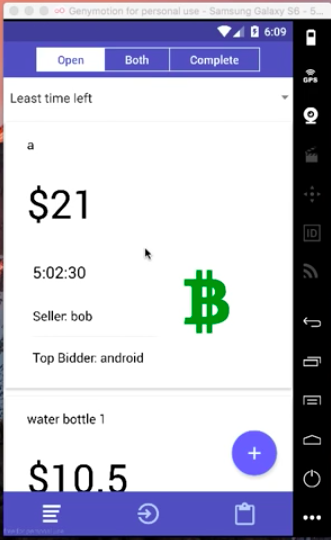 Genymotion for personal use - Samsung Galaxy S6 - 5...
6:09
Open Both Complete
GPS
Least time left
a
$21
ID
5:02:30
Seller: bob
Top Bidder: android
water bottle 1
$10.5
+